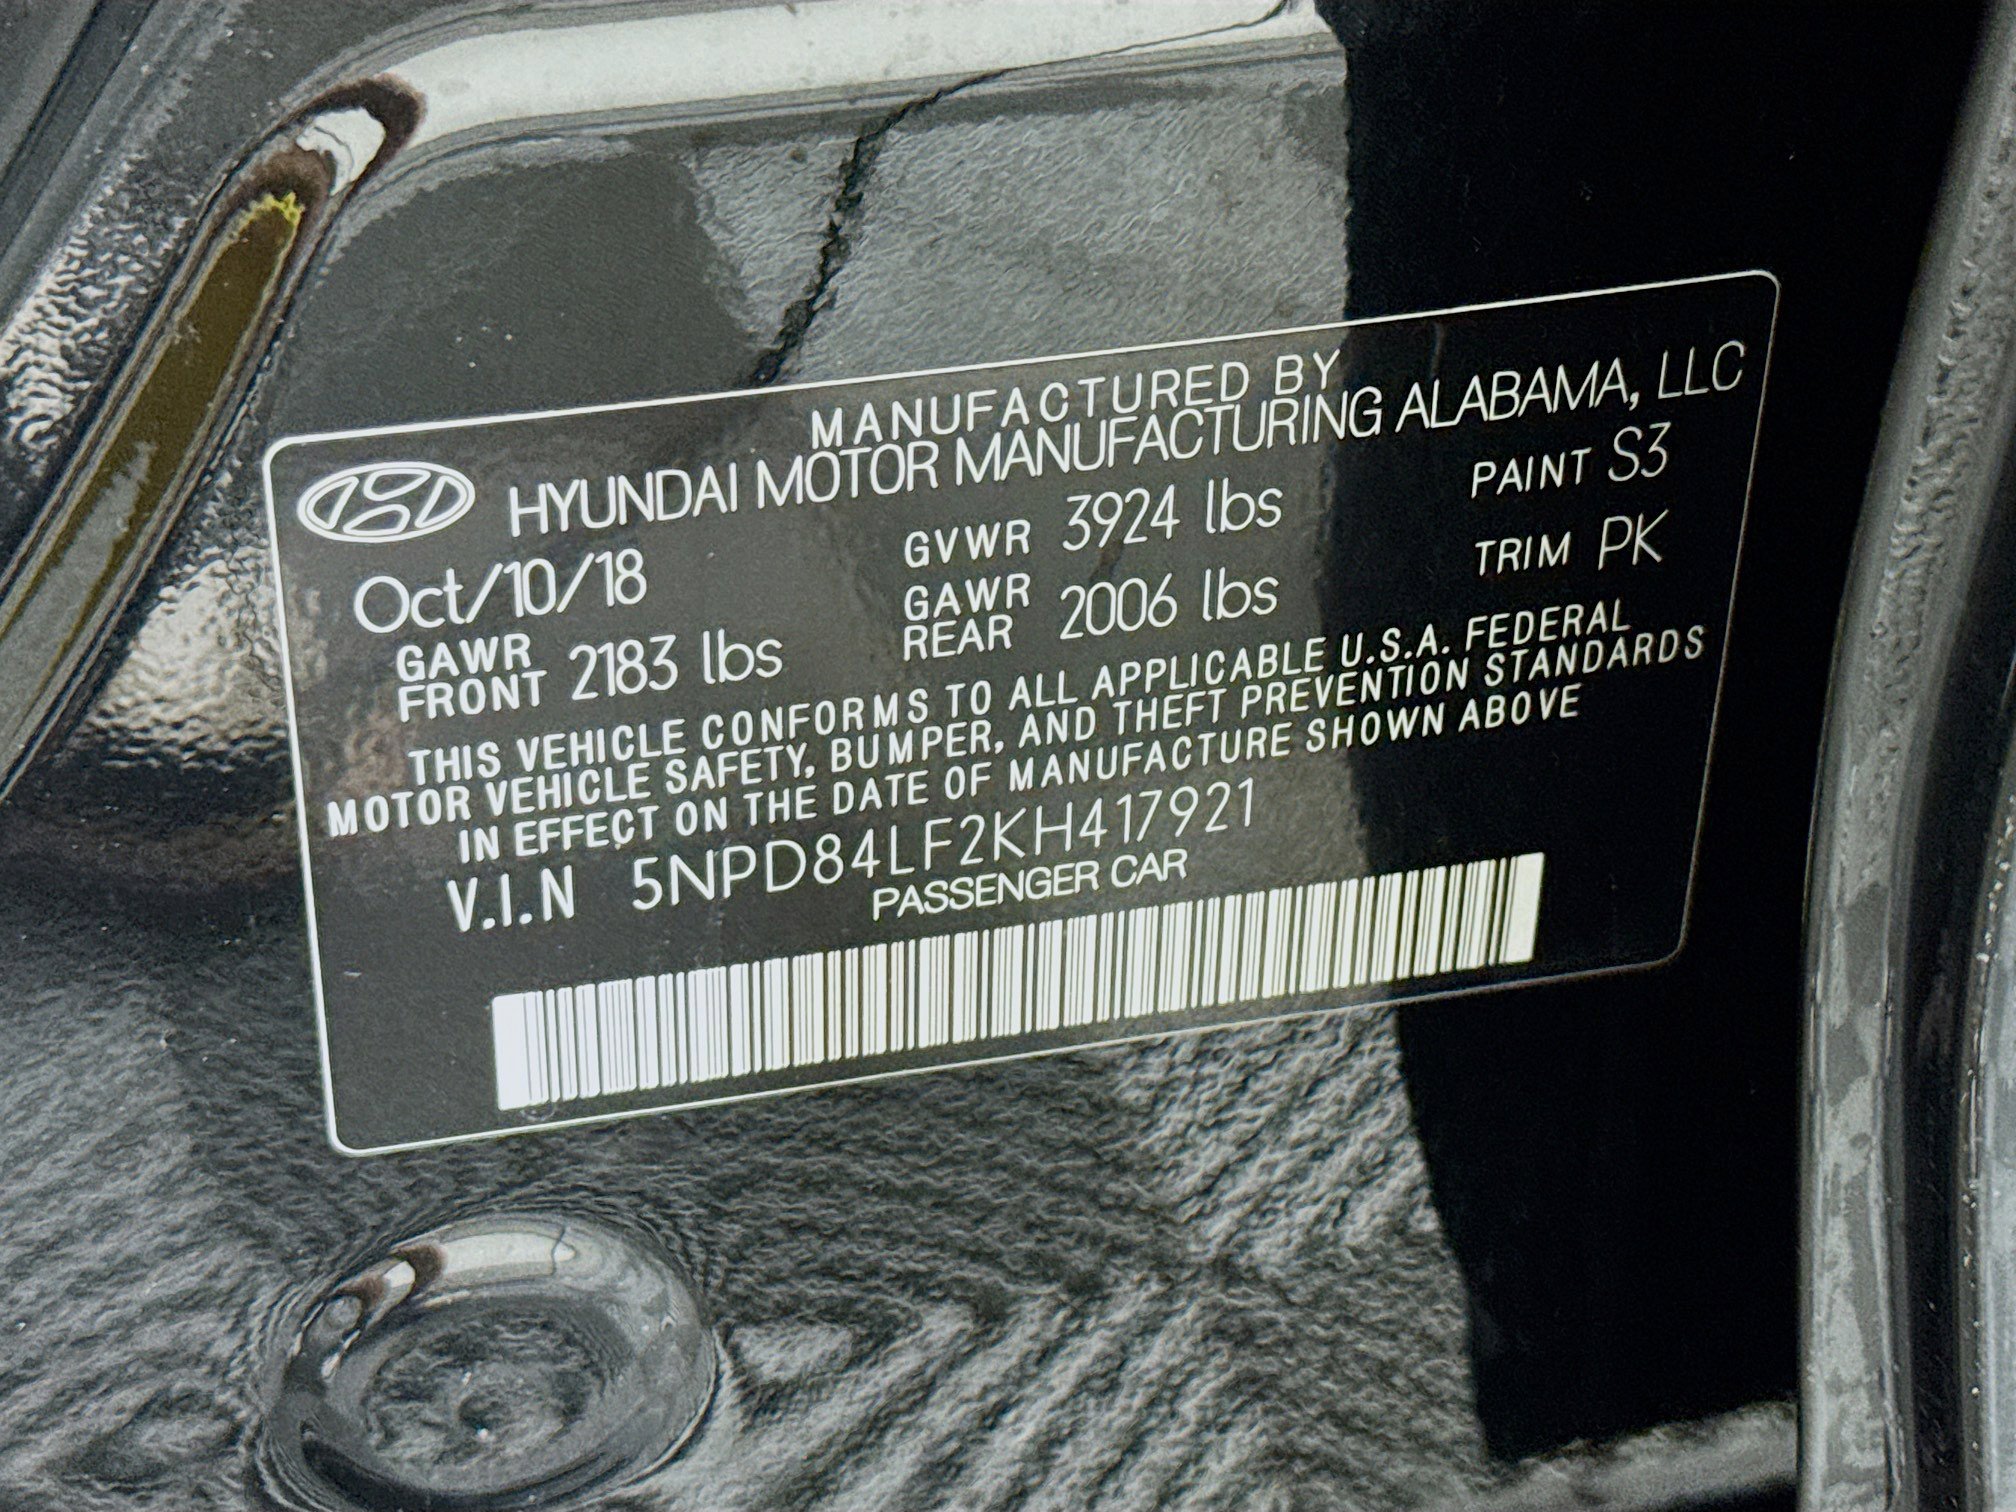 MANUFACTURED BY
HYUNDAI MOTOR MANUFACTURING ALABAMA, LLC
Oct/10/18 GVWR 3924 lbs PAINT S3
GAWR FRONT 2183 lbs GAWR REAR 2006 lbs TRIM PK
THIS VEHICLE CONFORMS TO ALL APPLICABLE U.S.A. FEDERAL
MOTOR VEHICLE SAFETY, BUMPER, AND THEFT PREVENTION STANDARDS
IN EFFECT ON THE DATE OF MANUFACTURE SHOWN ABOVE
V.I.N 5NPD84LF2KH417921
PASSENGER CAR